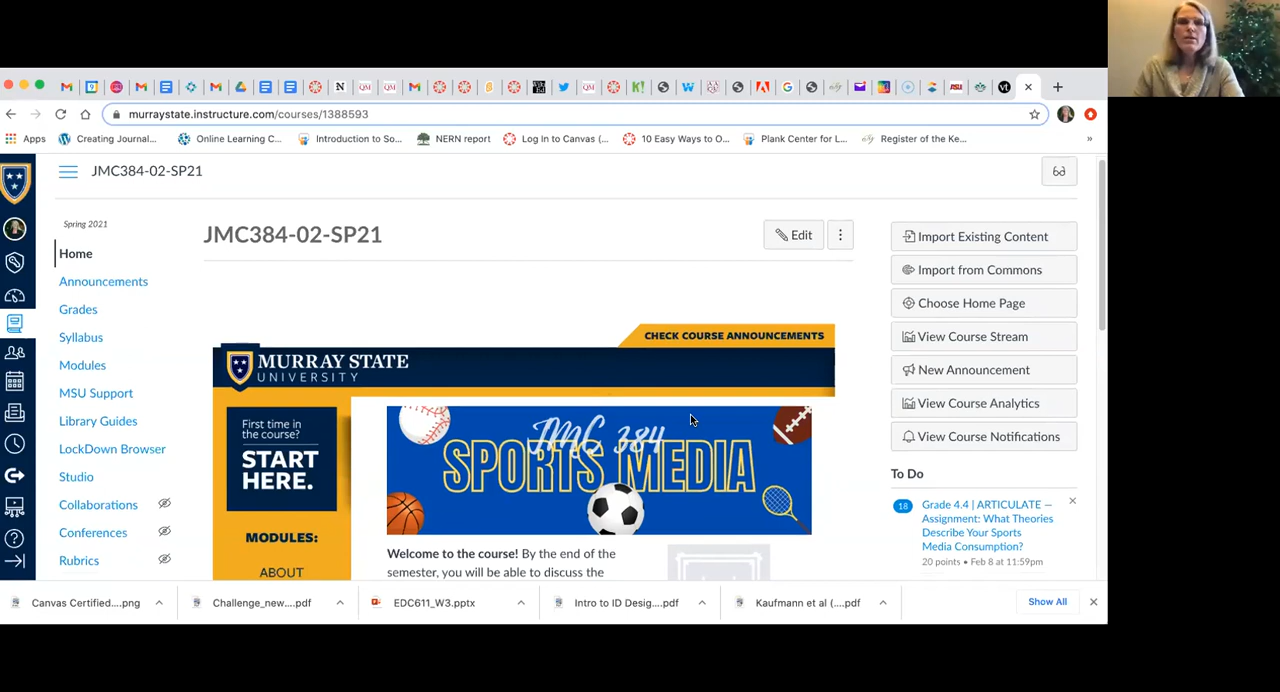 murraystate.instructure.com/courses/1388593
Apps
Creating Journal...
Online Learning C...
Introduction to So...
NERN report
Log In to Canvas (...
10 Easy Ways to O...
Plank Center for L...
Register of the Ke...
»
JMC384-02-SP21
Spring 2021
Home
Announcements
Grades
Syllabus
Modules
MSU Support
Library Guides
LockDown Browser
Studio
Collaborations
Conferences
Rubrics
JMC384-02-SP21
Edit
CHECK COURSE ANNOUNCEMENTS
MURRAY STATE
UNIVERSITY
First time in
the course?
START
HERE.
MODULES:
ABOUT
JMC 384
SPORTS MEDIA
Welcome to the course! By the end of the
semester, you will be able to discuss the
Import Existing Content
Import from Commons
Choose Home Page
View Course Stream
New Announcement
View Course Analytics
View Course Notifications
To Do
18
Grade 4.4 | ARTICULATE —
Assignment: What Theories
Describe Your Sports
Media Consumption?
20 points • Feb 8 at 11:59pm
Canvas Certified....png
Challenge_new....pdf
EDC611_W3.pptx
Intro to ID Desig....pdf
Kaufmann et al (....pdf
Show All